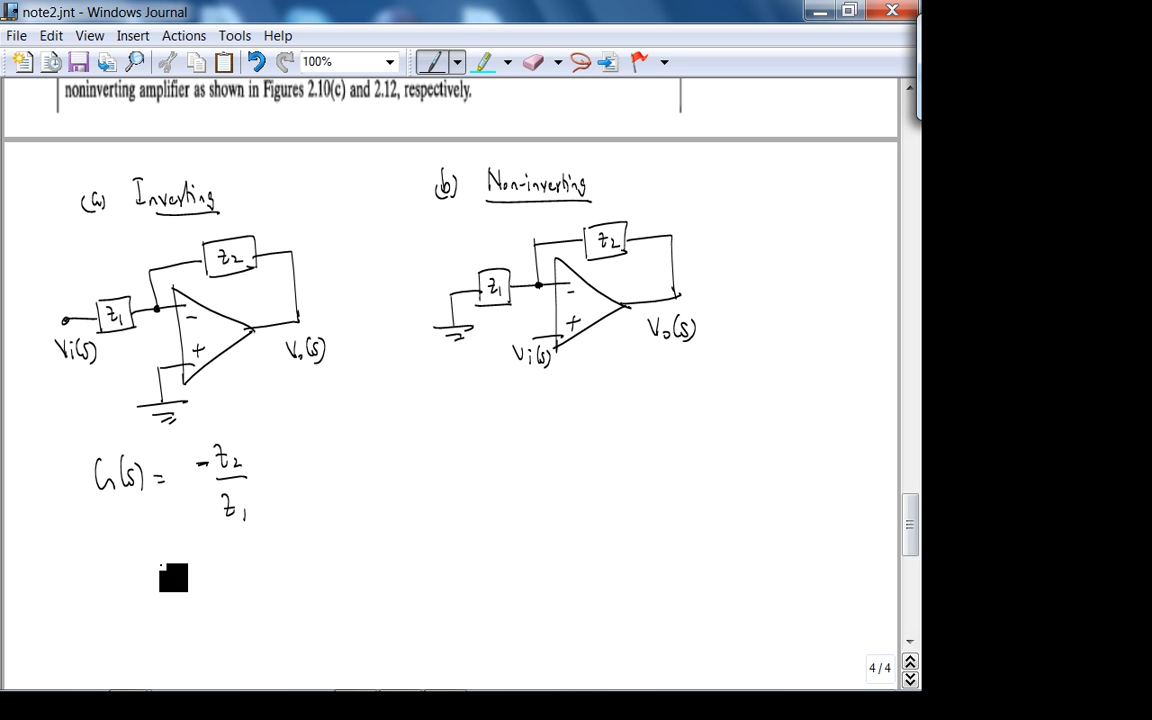 note2.jnt - Windows Journal
File Edit View Insert Actions Tools Help
100%
noninverting amplifier as shown in Figures 2.10(c) and 2.12, respectively.
(a) Inverting
(b) Non-inverting
Z2
Z2
Z1
Z1
-
-
+
+
Vi(s)
Vo(s)
Vi(s)
Vo(s)
G(s) = -Z2
Z1
4 / 4